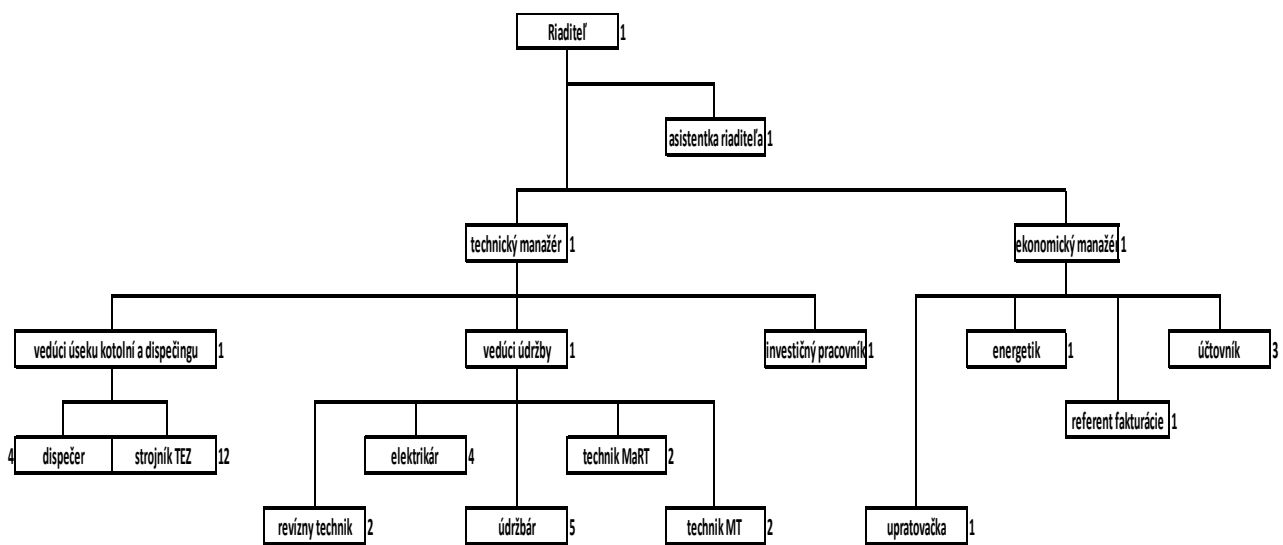 Riaditeľ 1
asistentka riaditeľa 1
technický manažér 1
ekonomický manažér 1
vedúci úseku kotolní a dispečingu 1
vedúci údržby 1
investičný pracovník 1
energetik 1
účtovník 3
referent fakturácie 1
4 dispečer
strojník TEZ 12
elektrikár 4
technik MaRT 2
revízny technik 2
údržbár 5
technik MT 2
upratovačka 1